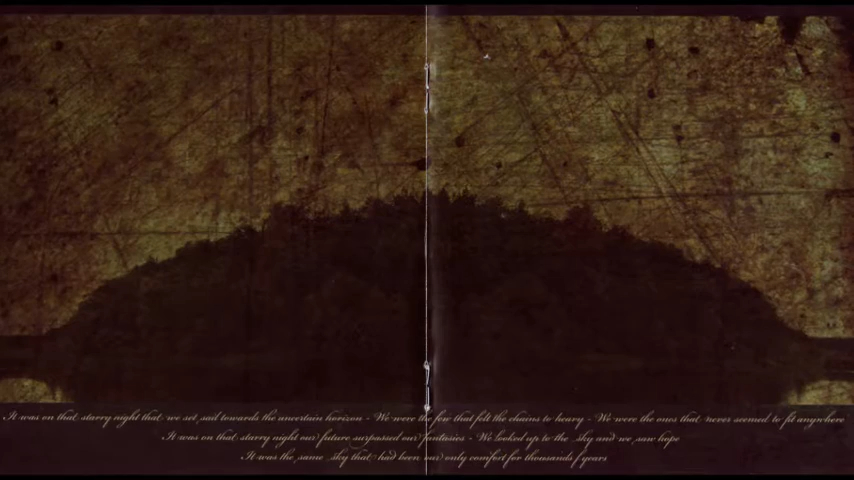 It was on that starry night that we set sail towards the uncertain horizon - We were the few that felt the chains to heavy - We were the ones that never seemed to fit anywhere
It was on that starry night our future surpassed our fantasies - We looked up to the sky and we saw hope
It was the same sky that had been our only comfort for thousands f years